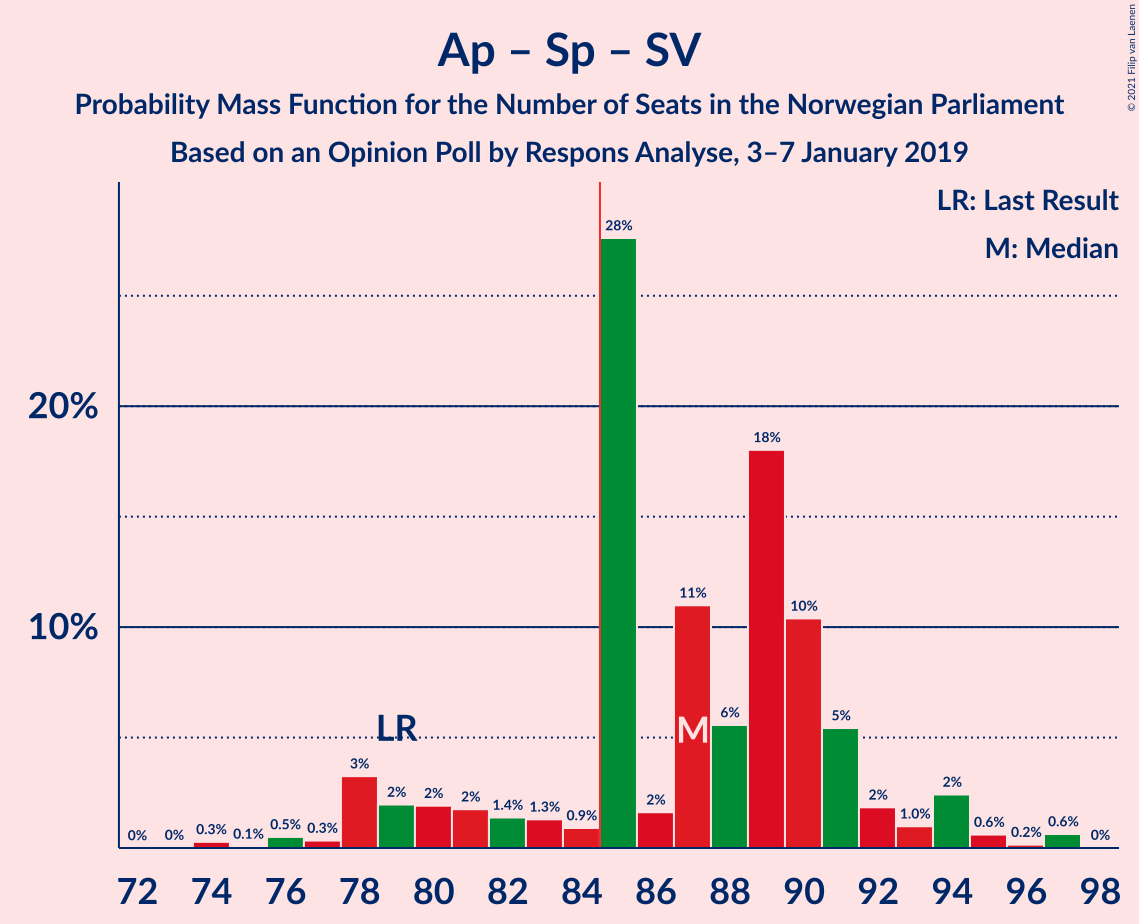 Ap – Sp – SV
Probability Mass Function for the Number of Seats in the Norwegian Parliament
Based on an Opinion Poll by Respons Analyse, 3–7 January 2019
© 2021 Filip van Laenen
LR: Last Result
M: Median
20%
10%
0% 0% 0.3% 0.1% 0.5% 0.3% 3% 2% 2% 2% 1.4% 1.3% 0.9% 28% 2% 11% 6% 18% 10% 5% 2% 1.0% 2% 0.6% 0.2% 0.6% 0%
LR
M
72 74 76 78 80 82 84 86 88 90 92 94 96 98